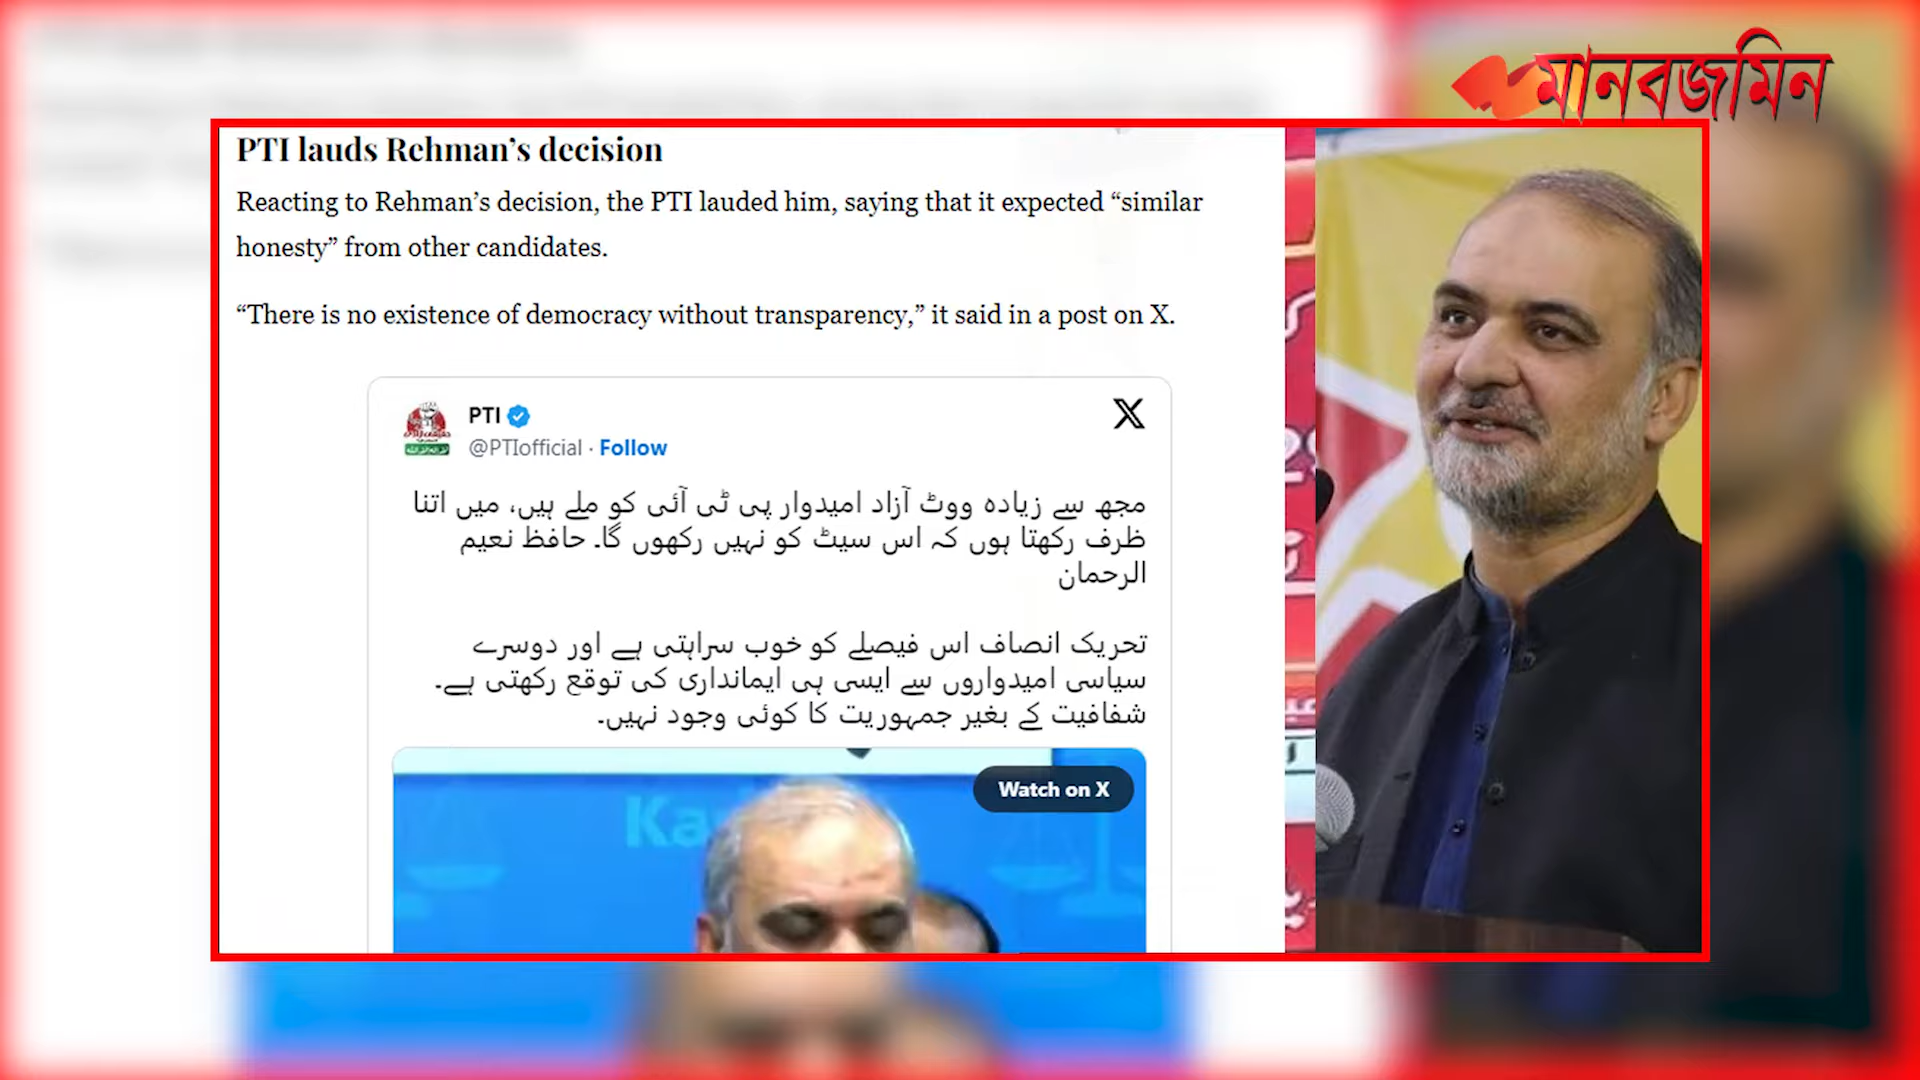 মানবজমিন
PTI lauds Rehman’s decision
Reacting to Rehman’s decision, the PTI lauded him, saying that it expected “similar
honesty” from other candidates.
“There is no existence of democracy without transparency,” it said in a post on X.
PTI
@PTIofficial · Follow
مجھ سے زیادہ ووٹ آزاد امیدوار پی ٹی آئی کو ملے ہیں، میں اتنا
ظرف رکھتا ہوں کہ اس سیٹ کو نہیں رکھوں گا۔ حافظ نعیم
الرحمان
تحریک انصاف اس فیصلے کو خوب سراہتی ہے اور دوسرے
سیاسی امیدواروں سے ایسی ہی ایمانداری کی توقع رکھتی ہے۔
شفافیت کے بغیر جمہوریت کا کوئی وجود نہیں۔
Watch on X